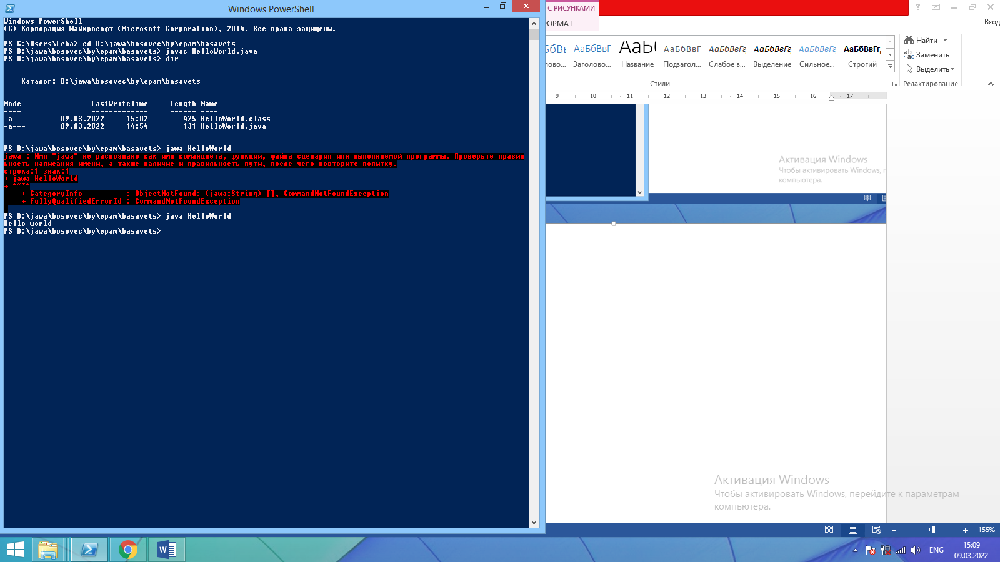 Windows PowerShell
Windows PowerShell
(C) Корпорация Майкрософт (Microsoft Corporation), 2014. Все права защищены.
PS C:\Users\Leha> cd D:\jawa\bosovec\by\epam\basavets
PS D:\jawa\bosovec\by\epam\basavets> javac HelloWorld.java
PS D:\jawa\bosovec\by\epam\basavets> dir
Каталог: D:\jawa\bosovec\by\epam\basavets
Mode LastWriteTime Length Name
---- ------------- ------ ----
-a--- 09.03.2022 15:02 425 HelloWorld.class
-a--- 09.03.2022 14:54 131 HelloWorld.java
PS D:\jawa\bosovec\by\epam\basavets> jawa HelloWorld
jawa : Имя "jawa" не распознано как имя командлета, функции, файла сценария или выполняемой программы. Проверьте правил
ьность написания имени, а также наличие и правильность пути, после чего повторите попытку.
строка:1 знак:1
+ jawa HelloWorld
+ ~~~~
+ CategoryInfo : ObjectNotFound: (jawa:String) [], CommandNotFoundException
+ FullyQualifiedErrorId : CommandNotFoundException
PS D:\jawa\bosovec\by\epam\basavets> java HelloWorld
Hello world
PS D:\jawa\bosovec\by\epam\basavets>
С РИСУНКАМИ
ОРМАТ
Вход
АаБбВвГ АаБбВвГ АаБбВвГг АаБбВвГг АаБбВвГг АаБбВвГг,
лово... Заголово... Название Подзагол... Слабое в... Выделение Сильное... Строгий
Стили
Найти
Заменить
Выделить
Редактирование
9 10 11 12 13 14 15 16 17
Активация Windows
Чтобы активировать Windows,
компьютера.
Активация Windows
Чтобы активировать Windows, перейдите к параметрам
компьютера.
155%
ENG
15:09
09.03.2022